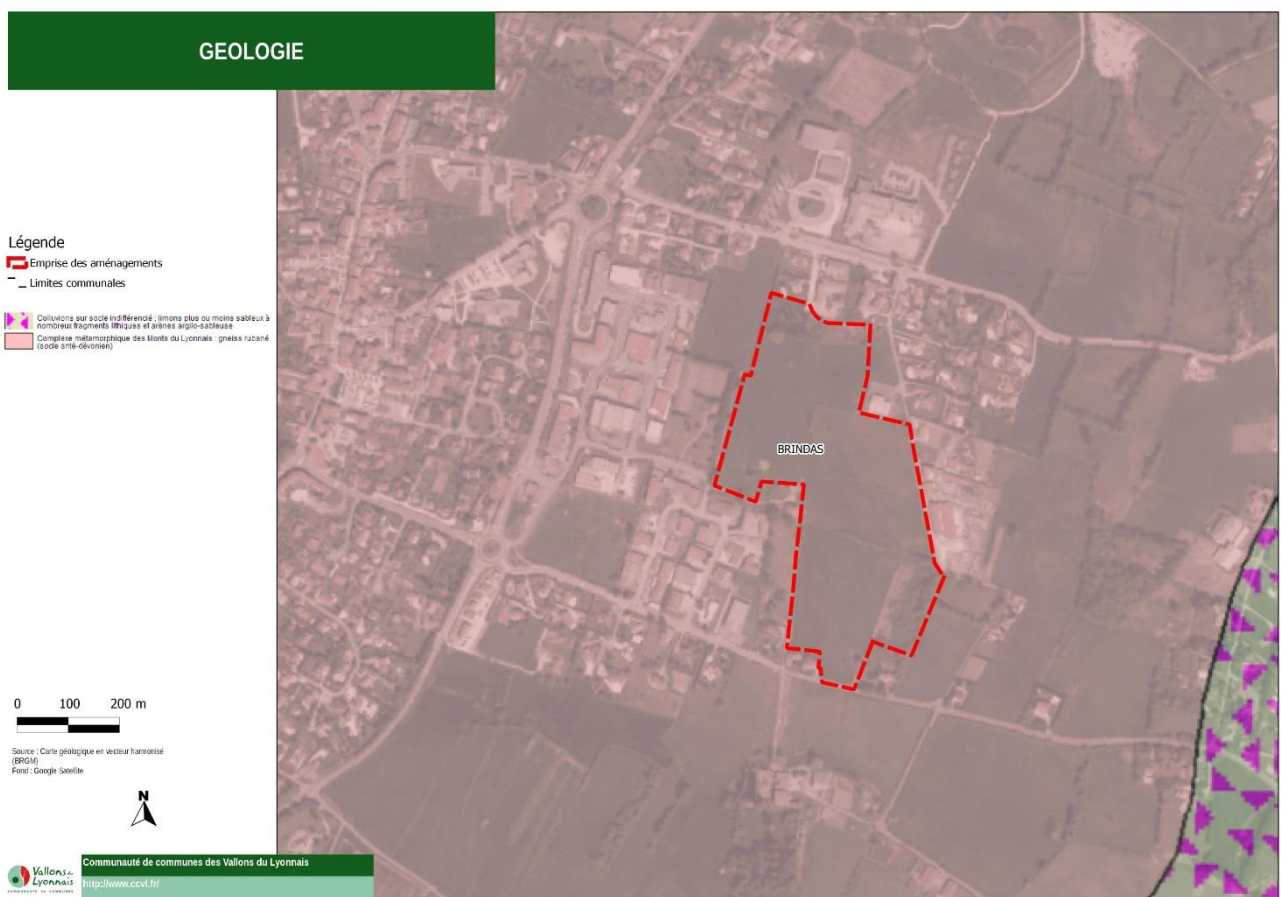 GEOLOGIE
Légende
Emprise des aménagements
Limites communales
Colluvions sur socle indifférencié : limons plus ou moins sableux à
nombreux fragments lithiques et arènes argilo-sableuse
Complexe métamorphique des Monts du Lyonnais : gneiss rubané
(socle anté-dévonien)
BRINDAS
0 100 200 m
Source : Carte géologique en vecteur harmonisé
(BRGM)
Fond : Google Satellite
N
Vallons du
Lyonnais
COMMUNAUTÉ DE COMMUNES
Communauté de communes des Vallons du Lyonnais
http://www.ccvl.fr/